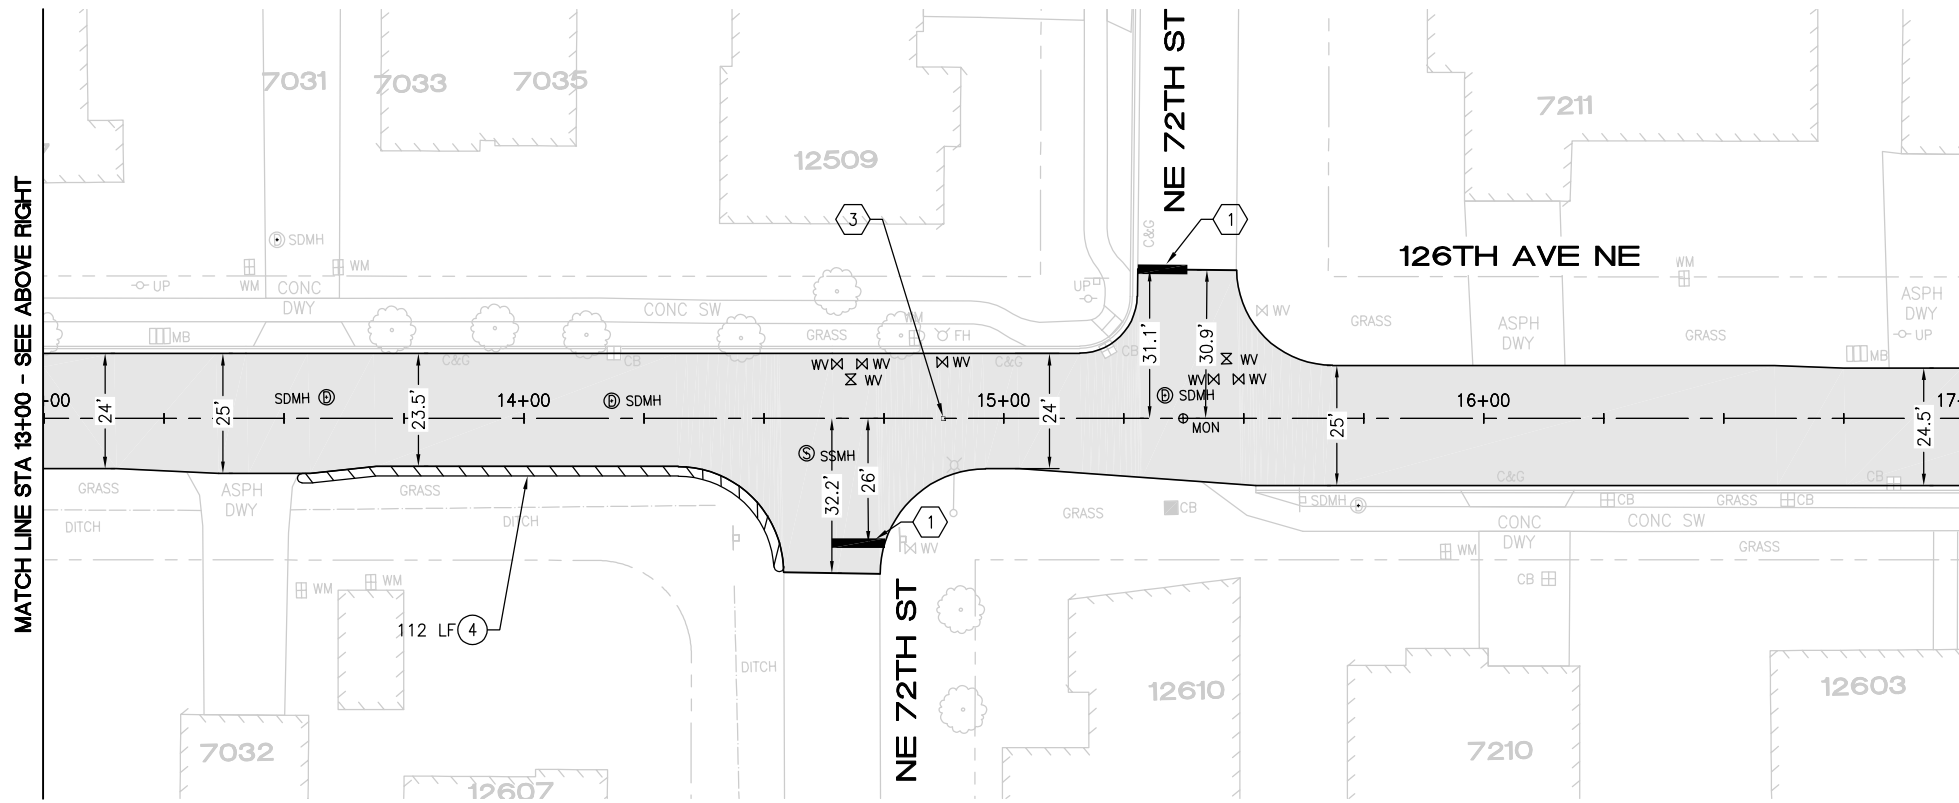 MATCH LINE STA 13+00 - SEE ABOVE RIGHT
7031
7033
7035
12509
NE 72TH ST
7211
126TH AVE NE
3
1
C&G
SDMH
WM
WM
UP
CONC
DWY
CONC SW
UP
WM
WV
GRASS
ASPH
DWY
GRASS
ASPH
DWY
UP
MB
GRASS
WM
FH
CB
MB
C&G
CB
WV
WV
WV
WV
C&G
31.1'
30.9'
WV
WV
WV
-00
24'
25'
SDMH
23.5'
14+00
SDMH
15+00
24'
SDMH
MON
25'
16+00
24.5'
17-
SSMH
32.2'
26'
GRASS
ASPH
DWY
GRASS
DITCH
DITCH
1
WV
GRASS
CB
C&G
SDMH
CB
GRASS
CB
CB
CONC
DWY
CONC SW
WM
GRASS
CB
WM
WM
112 LF
4
DITCH
NE 72TH ST
12610
12603
7032
12607
7210